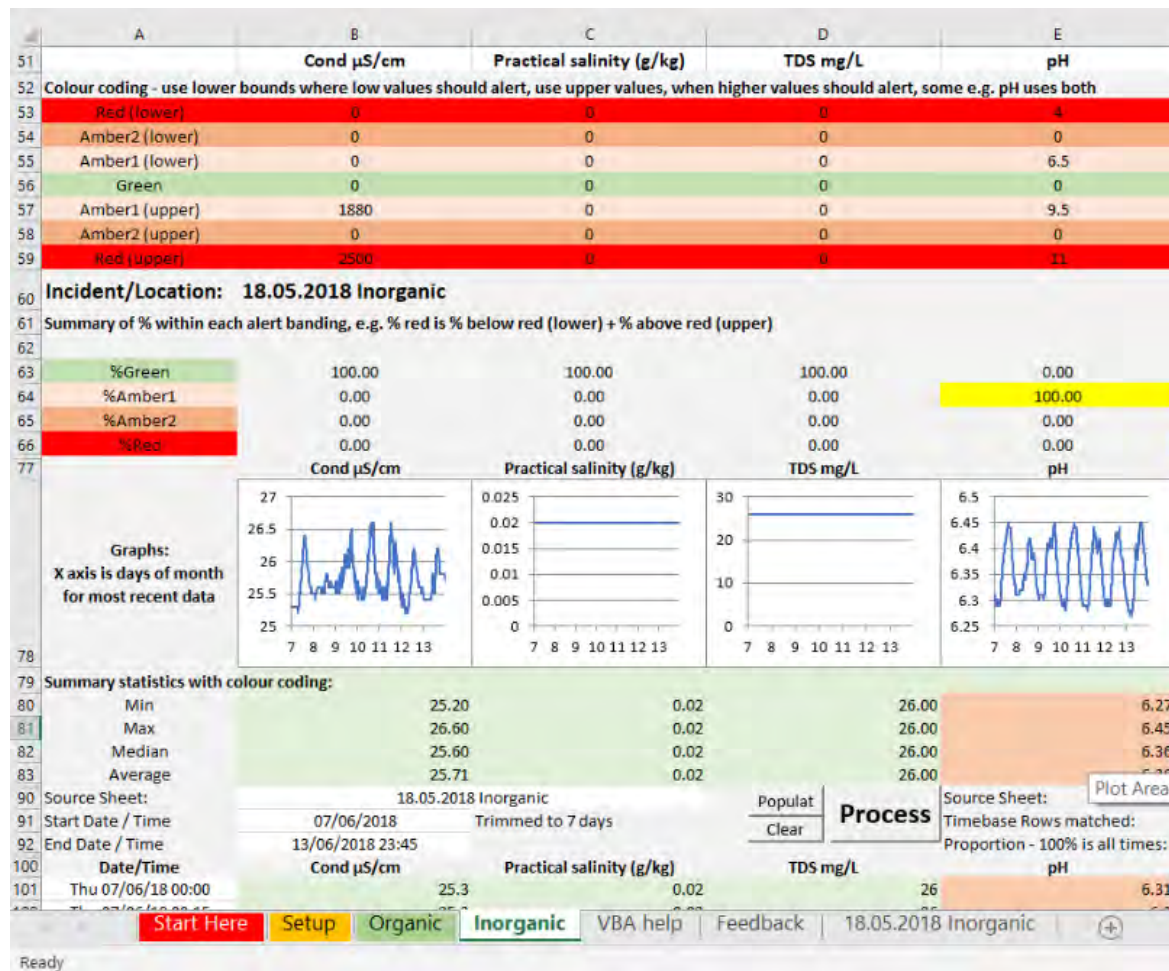 A B C D E
51 Cond µS/cm Practical salinity (g/kg) TDS mg/L pH
52 Colour coding - use lower bounds where low values should alert, use upper values, when higher values should alert, some e.g. pH uses both
53 Red (lower) 0 0 0 4
54 Amber2 (lower) 0 0 0 0
55 Amber1 (lower) 0 0 0 6.5
56 Green 0 0 0 0
57 Amber1 (upper) 1880 0 0 9.5
58 Amber2 (upper) 0 0 0 0
59 Red (upper) 2500 0 0 11
60 Incident/Location: 18.05.2018 Inorganic
61 Summary of % within each alert banding, e.g. % red is % below red (lower) + % above red (upper)
62
63 %Green 100.00 100.00 100.00 0.00
64 %Amber1 0.00 0.00 0.00 100.00
65 %Amber2 0.00 0.00 0.00 0.00
66 %Red 0.00 0.00 0.00 0.00
77 Cond µS/cm Practical salinity (g/kg) TDS mg/L pH
Graphs:
X axis is days of month
for most recent data
27
26.5
26
25.5
25
7 8 9 10 11 12 13
0.025
0.02
0.015
0.01
0.005
0
7 8 9 10 11 12 13
30
20
10
0
7 8 9 10 11 12 13
6.5
6.45
6.4
6.35
6.3
6.25
7 8 9 10 11 12 13
78
79 Summary statistics with colour coding:
80 Min 25.20 0.02 26.00 6.27
81 Max 26.60 0.02 26.00 6.45
82 Median 25.60 0.02 26.00 6.36
83 Average 25.71 0.02 26.00
Plot Area
90 Source Sheet: 18.05.2018 Inorganic Populat Source Sheet:
91 Start Date / Time 07/06/2018 Trimmed to 7 days Process Timebase Rows matched:
Clear
92 End Date / Time 13/06/2018 23:45 Proportion - 100% is all times:
100 Date/Time Cond µS/cm Practical salinity (g/kg) TDS mg/L pH
101 Thu 07/06/18 00:00 25.3 0.02 26 6.31
Start Here Setup Organic Inorganic VBA help Feedback 18.05.2018 Inorganic
Ready